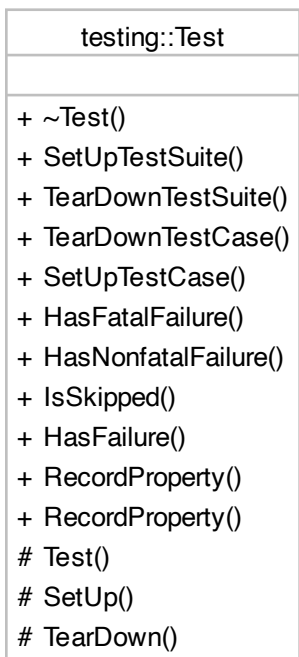 testing::Test
+ ~Test()
+ SetUpTestSuite()
+ TearDownTestSuite()
+ TearDownTestCase()
+ SetUpTestCase()
+ HasFatalFailure()
+ HasNonfatalFailure()
+ IsSkipped()
+ HasFailure()
+ RecordProperty()
+ RecordProperty()
# Test()
# SetUp()
# TearDown()